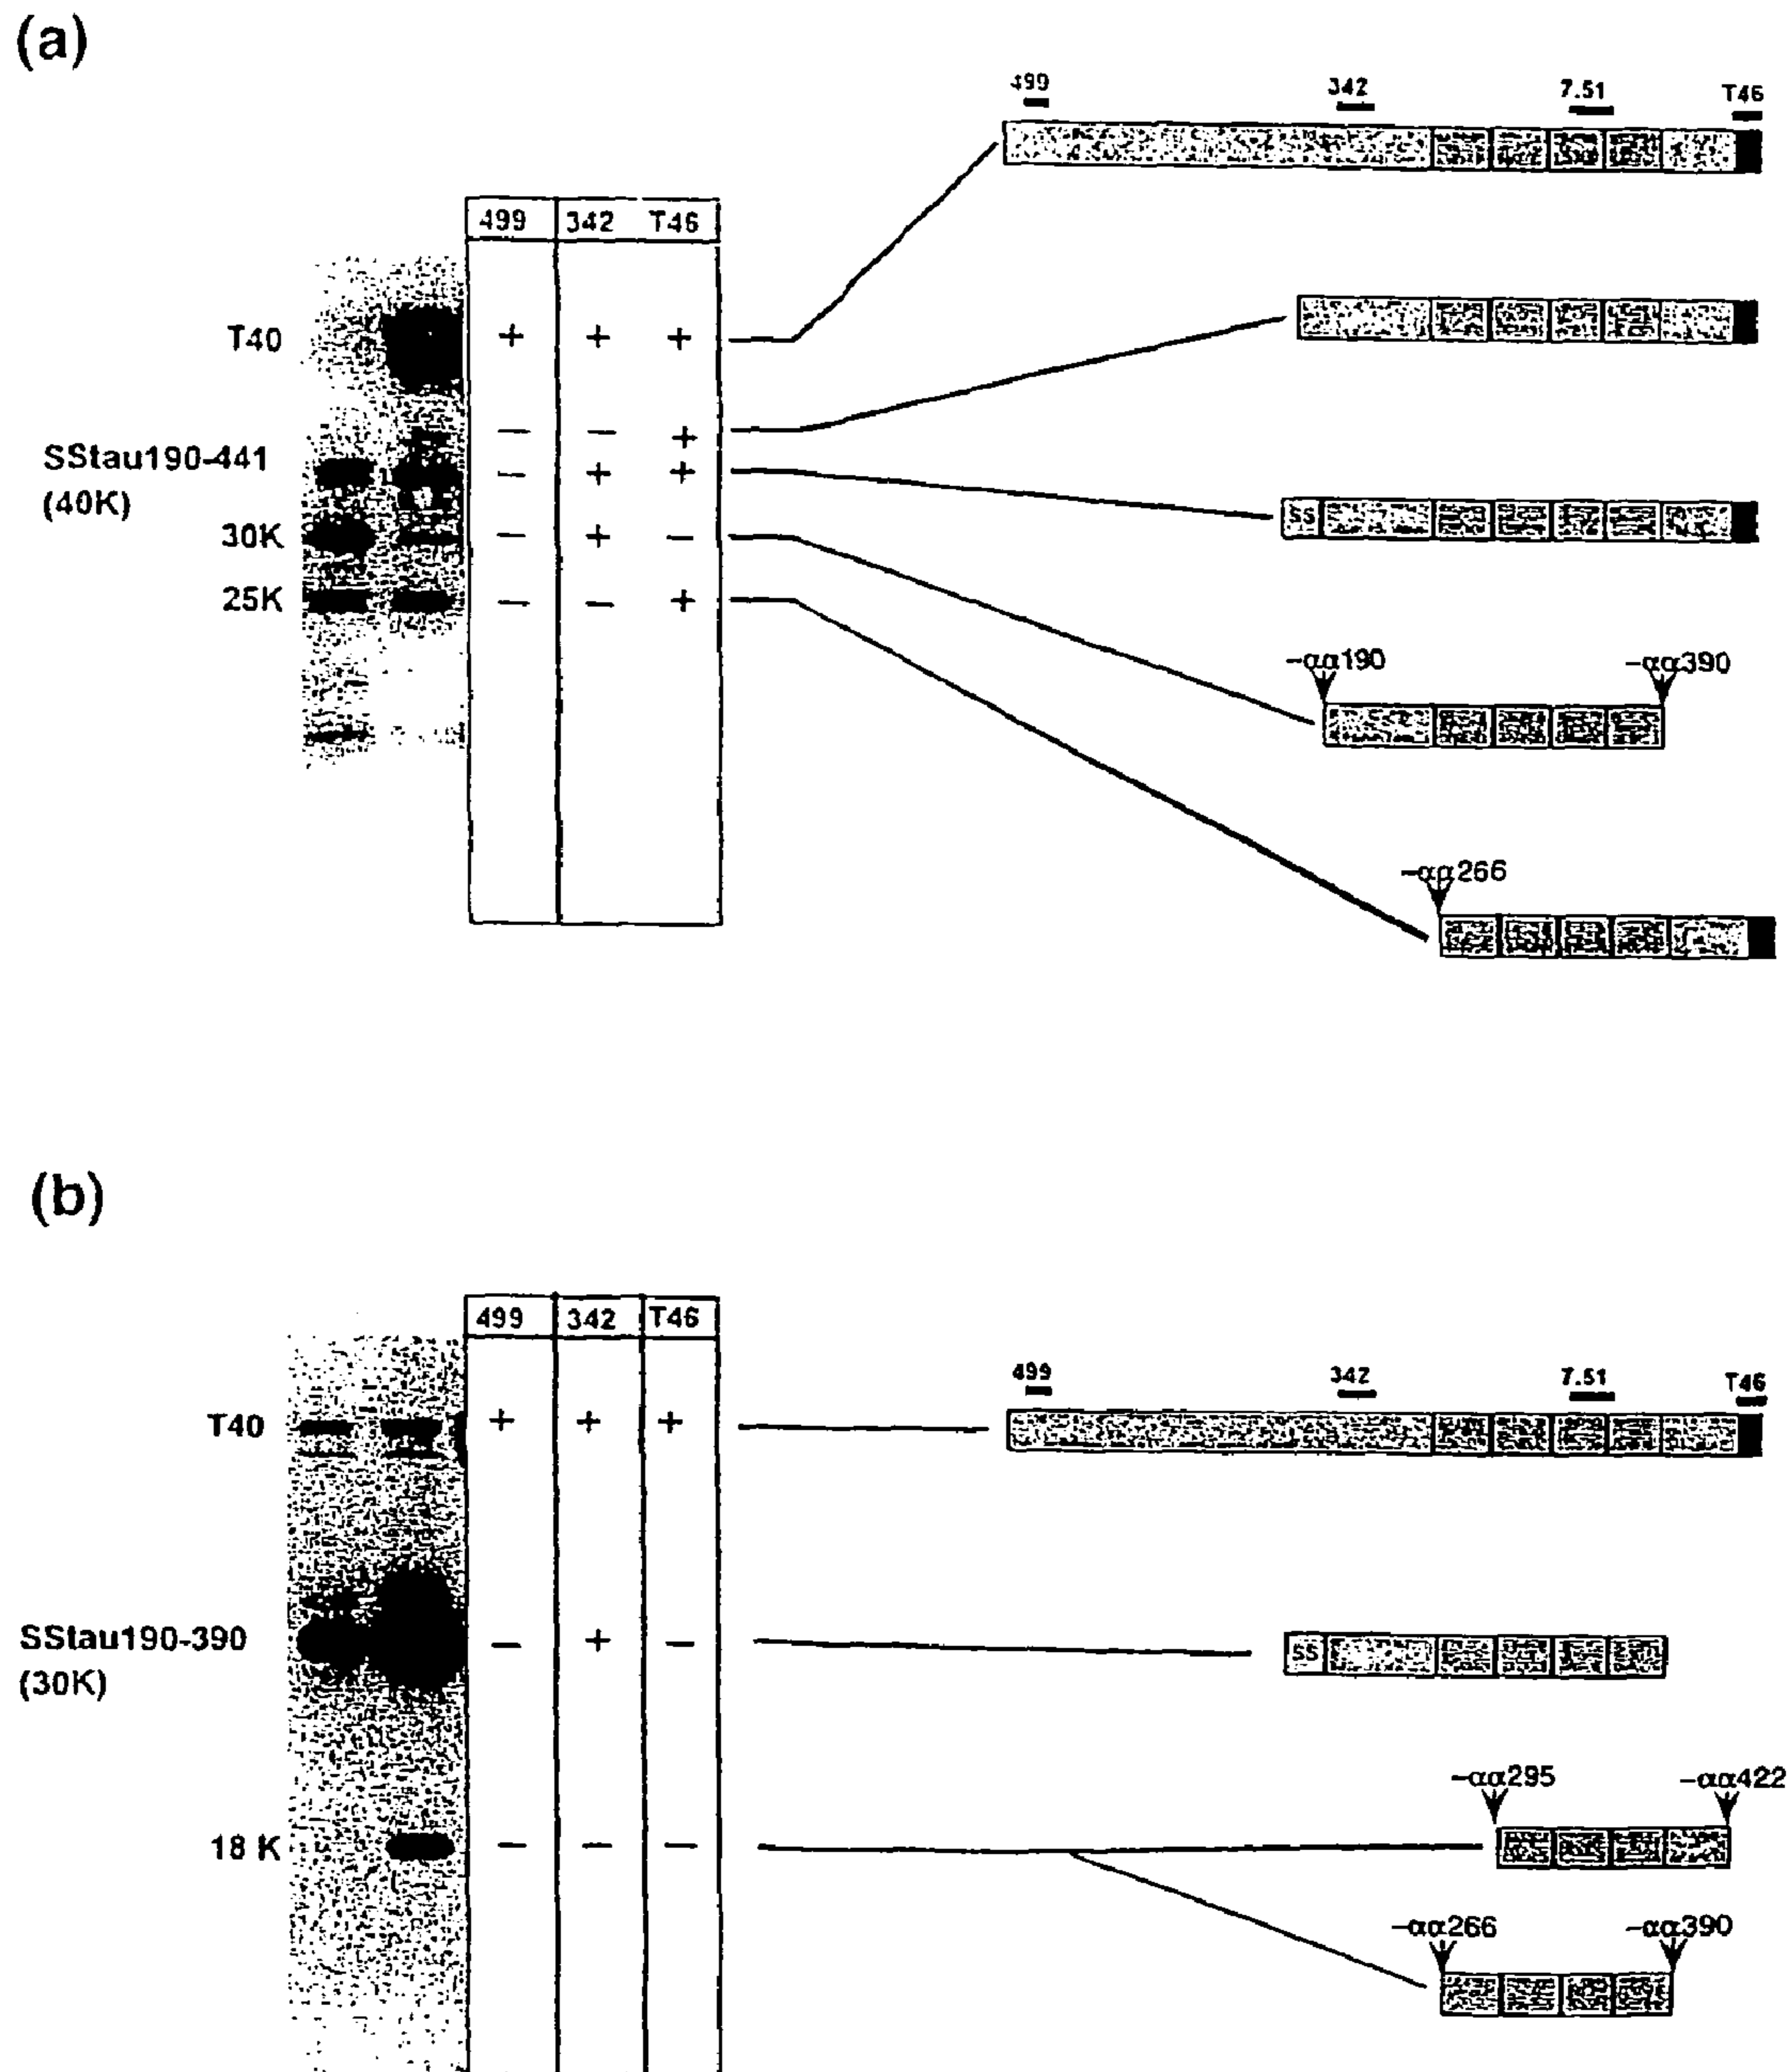 (a)
499 342 7.51 T46
499 342 T46
T40 + + +
− − +
SStau190-441 − + +
(40K)
30K − + −
25K − − +
SS
−αα190 −αα390
−αα266
(b)
499 342 T46
499 342 7.51 T46
T40 + + +
SStau190-390 − + −
(30K)
SS
−αα295 −αα422
18 K − − −
−αα266 −αα390